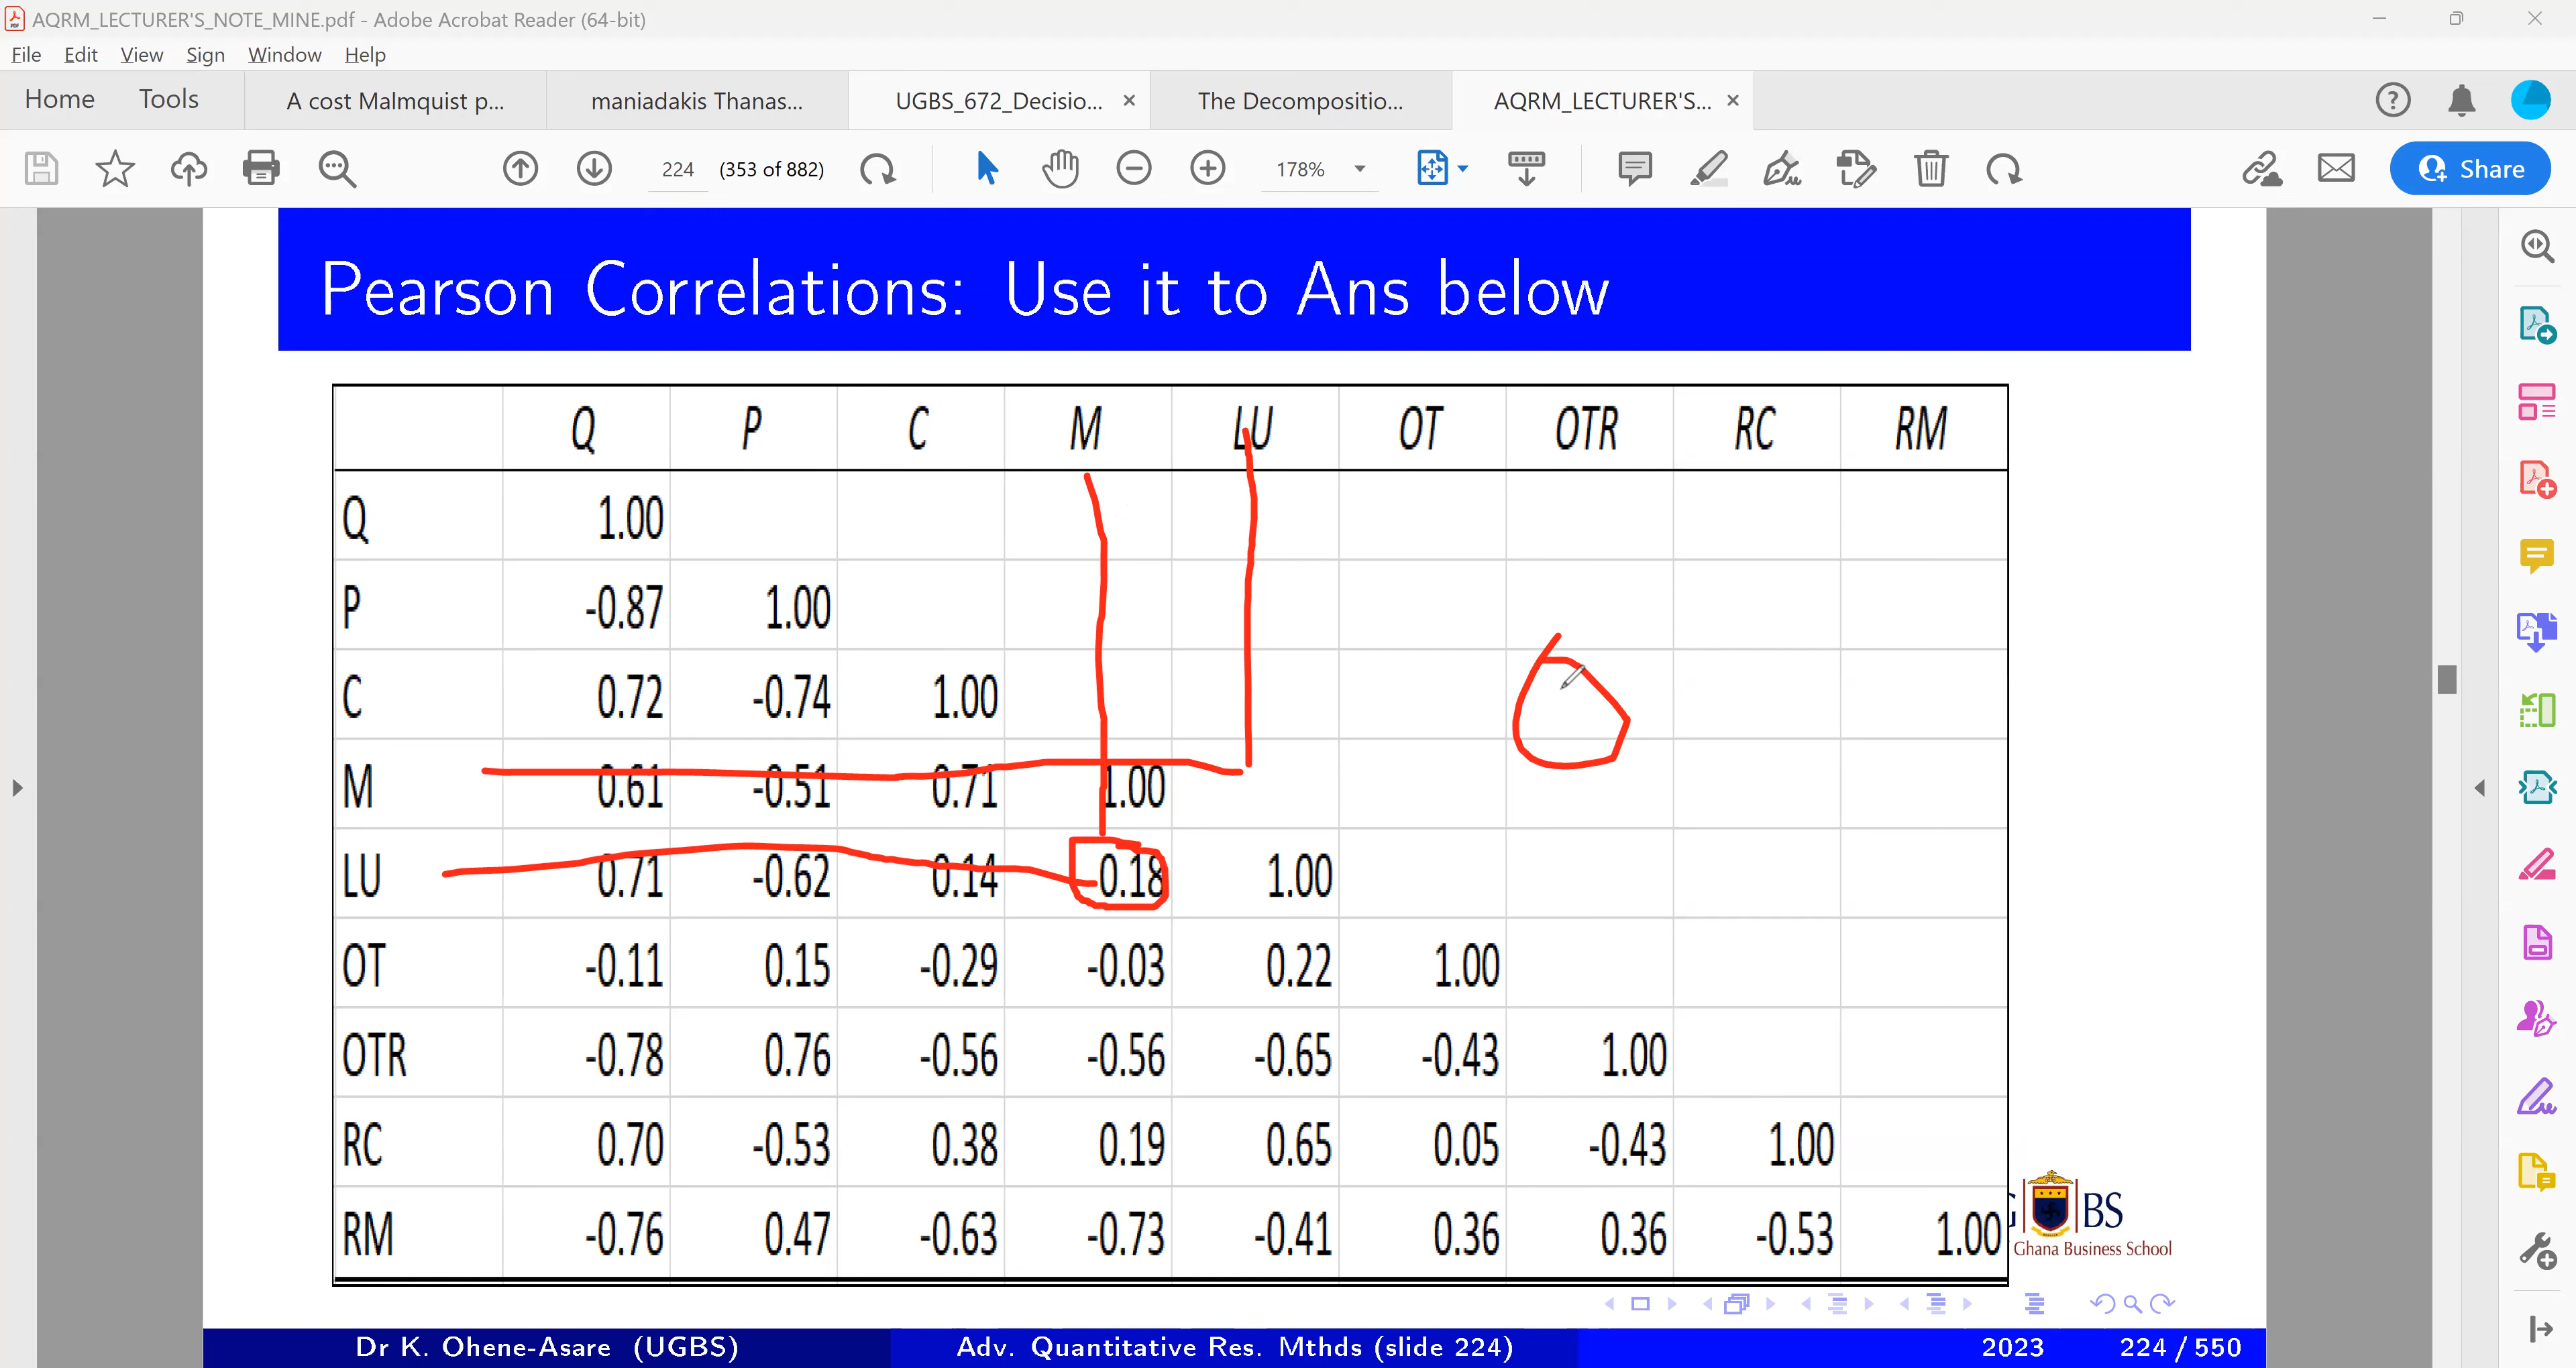 AQRM_LECTURER'S_NOTE_MINE.pdf - Adobe Acrobat Reader (64-bit)
File Edit View Sign Window Help
Home Tools A cost Malmquist p... maniadakis Thanas... UGBS_672_Decisio... The Decompositio... AQRM_LECTURER'S...
224 (353 of 882) 178% Share
Pearson Correlations: Use it to Ans below
Q P C M LU OT OTR RC RM
Q 1.00
P -0.87 1.00
C 0.72 -0.74 1.00
M 0.61 -0.51 0.71 1.00
LU 0.71 -0.62 0.14 0.18 1.00
OT -0.11 0.15 -0.29 -0.03 0.22 1.00
OTR -0.78 0.76 -0.56 -0.56 -0.65 -0.43 1.00
RC 0.70 -0.53 0.38 0.19 0.65 0.05 -0.43 1.00
RM -0.76 0.47 -0.63 -0.73 -0.41 0.36 0.36 -0.53 1.00
BS
Ghana Business School
Dr K. Ohene-Asare (UGBS) Adv. Quantitative Res. Mthds (slide 224) 2023 224 / 550